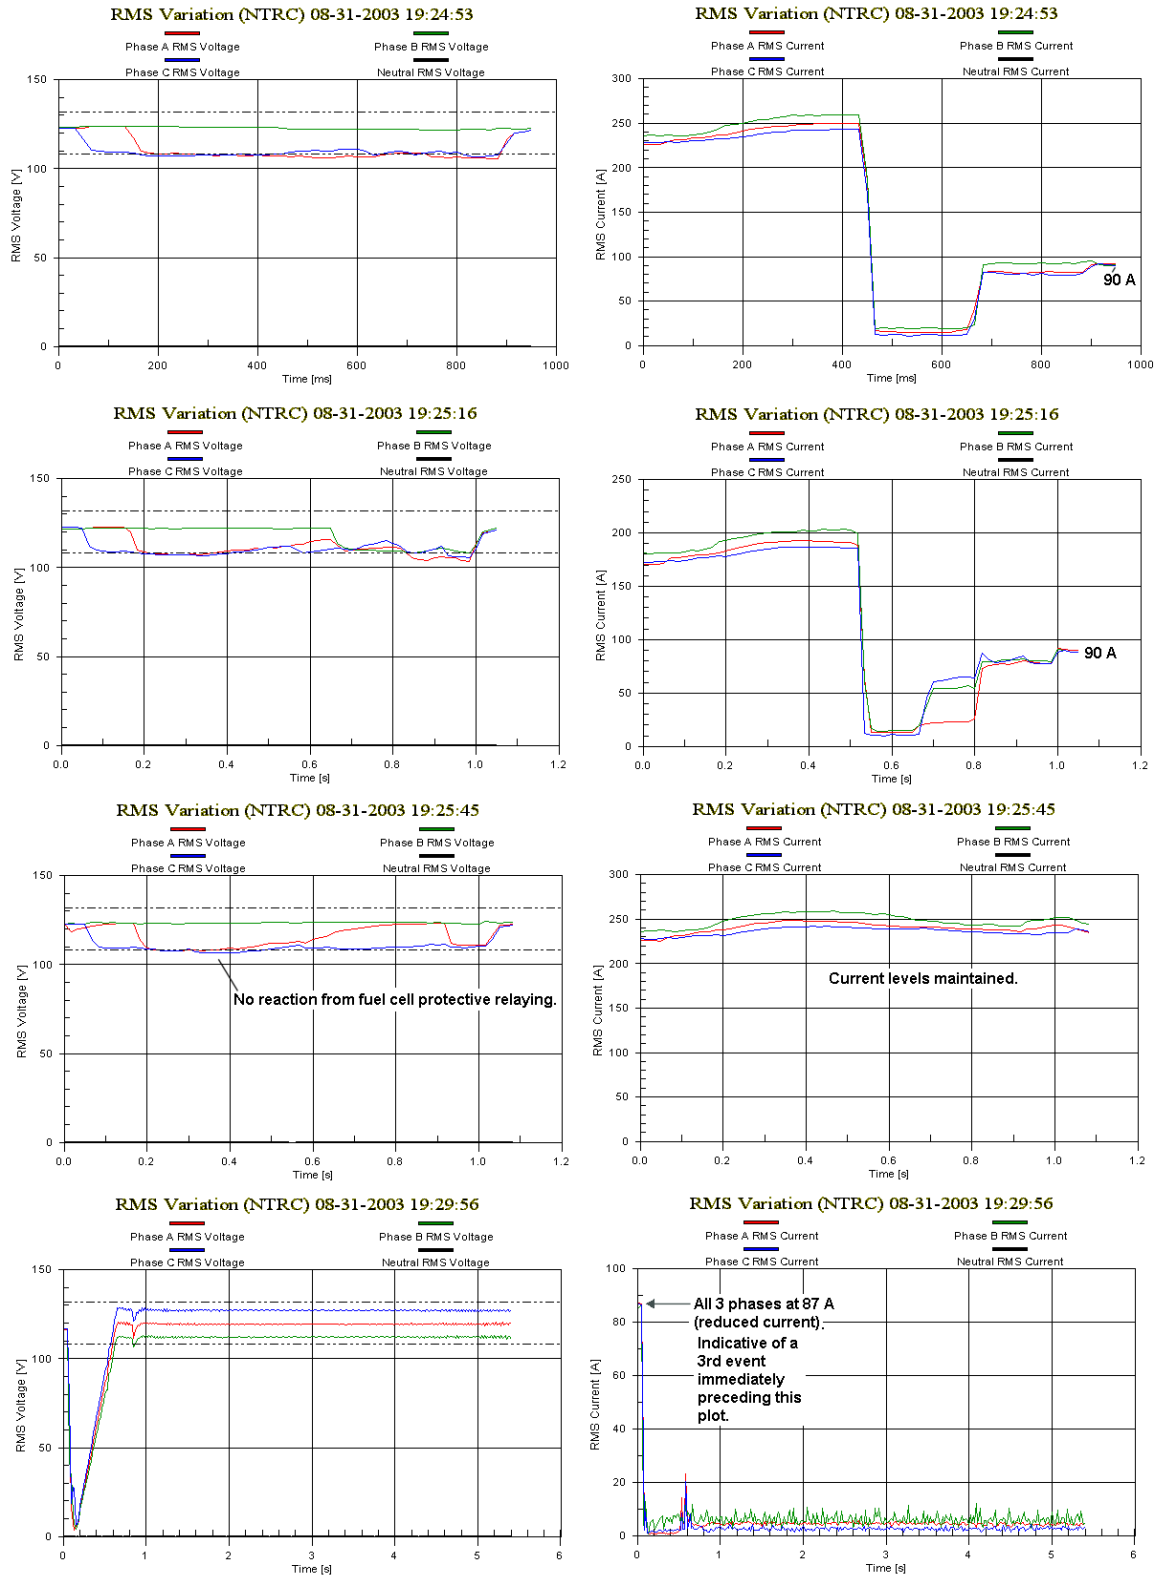 RMS Variation (NTRC) 08-31-2003 19:24:53
Phase A RMS Voltage
Phase B RMS Voltage
Phase C RMS Voltage
Neutral RMS Voltage
150
100
50
0
RMS Voltage [V]
0 200 400 600 800 1000
Time [ms]
RMS Variation (NTRC) 08-31-2003 19:24:53
Phase A RMS Current
Phase B RMS Current
Phase C RMS Current
Neutral RMS Current
300
250
200
150
100
50
0
RMS Current [A]
90 A
0 200 400 600 800 1000
Time [ms]
RMS Variation (NTRC) 08-31-2003 19:25:16
Phase A RMS Voltage
Phase B RMS Voltage
Phase C RMS Voltage
Neutral RMS Voltage
150
100
50
0
RMS Voltage [V]
0.0 0.2 0.4 0.6 0.8 1.0 1.2
Time [s]
RMS Variation (NTRC) 08-31-2003 19:25:16
Phase A RMS Current
Phase B RMS Current
Phase C RMS Current
Neutral RMS Current
250
200
150
100
50
0
RMS Current [A]
90 A
0.0 0.2 0.4 0.6 0.8 1.0 1.2
Time [s]
RMS Variation (NTRC) 08-31-2003 19:25:45
Phase A RMS Voltage
Phase B RMS Voltage
Phase C RMS Voltage
Neutral RMS Voltage
150
100
50
0
RMS Voltage [V]
No reaction from fuel cell protective relaying.
0.0 0.2 0.4 0.6 0.8 1.0 1.2
Time [s]
RMS Variation (NTRC) 08-31-2003 19:25:45
Phase A RMS Current
Phase B RMS Current
Phase C RMS Current
Neutral RMS Current
300
250
200
150
100
50
0
RMS Current [A]
Current levels maintained.
0.0 0.2 0.4 0.6 0.8 1.0 1.2
Time [s]
RMS Variation (NTRC) 08-31-2003 19:29:56
Phase A RMS Voltage
Phase B RMS Voltage
Phase C RMS Voltage
Neutral RMS Voltage
150
100
50
0
RMS Voltage [V]
0 1 2 3 4 5 6
Time [s]
RMS Variation (NTRC) 08-31-2003 19:29:56
Phase A RMS Current
Phase B RMS Current
Phase C RMS Current
Neutral RMS Current
100
80
60
40
20
0
RMS Current [A]
All 3 phases at 87 A
(reduced current).
Indicative of a
3rd event
immediately
preceding this
plot.
0 1 2 3 4 5 6
Time [s]